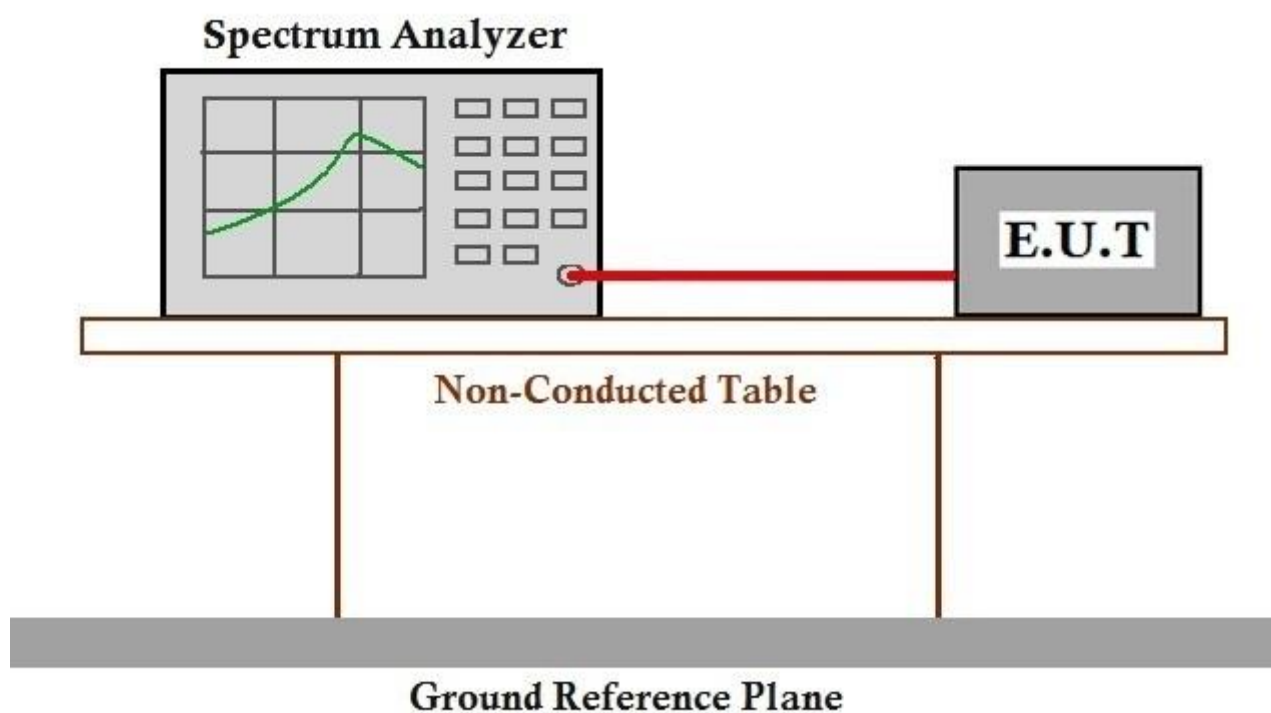 Spectrum Analyzer
E.U.T
Non-Conducted Table
Ground Reference Plane